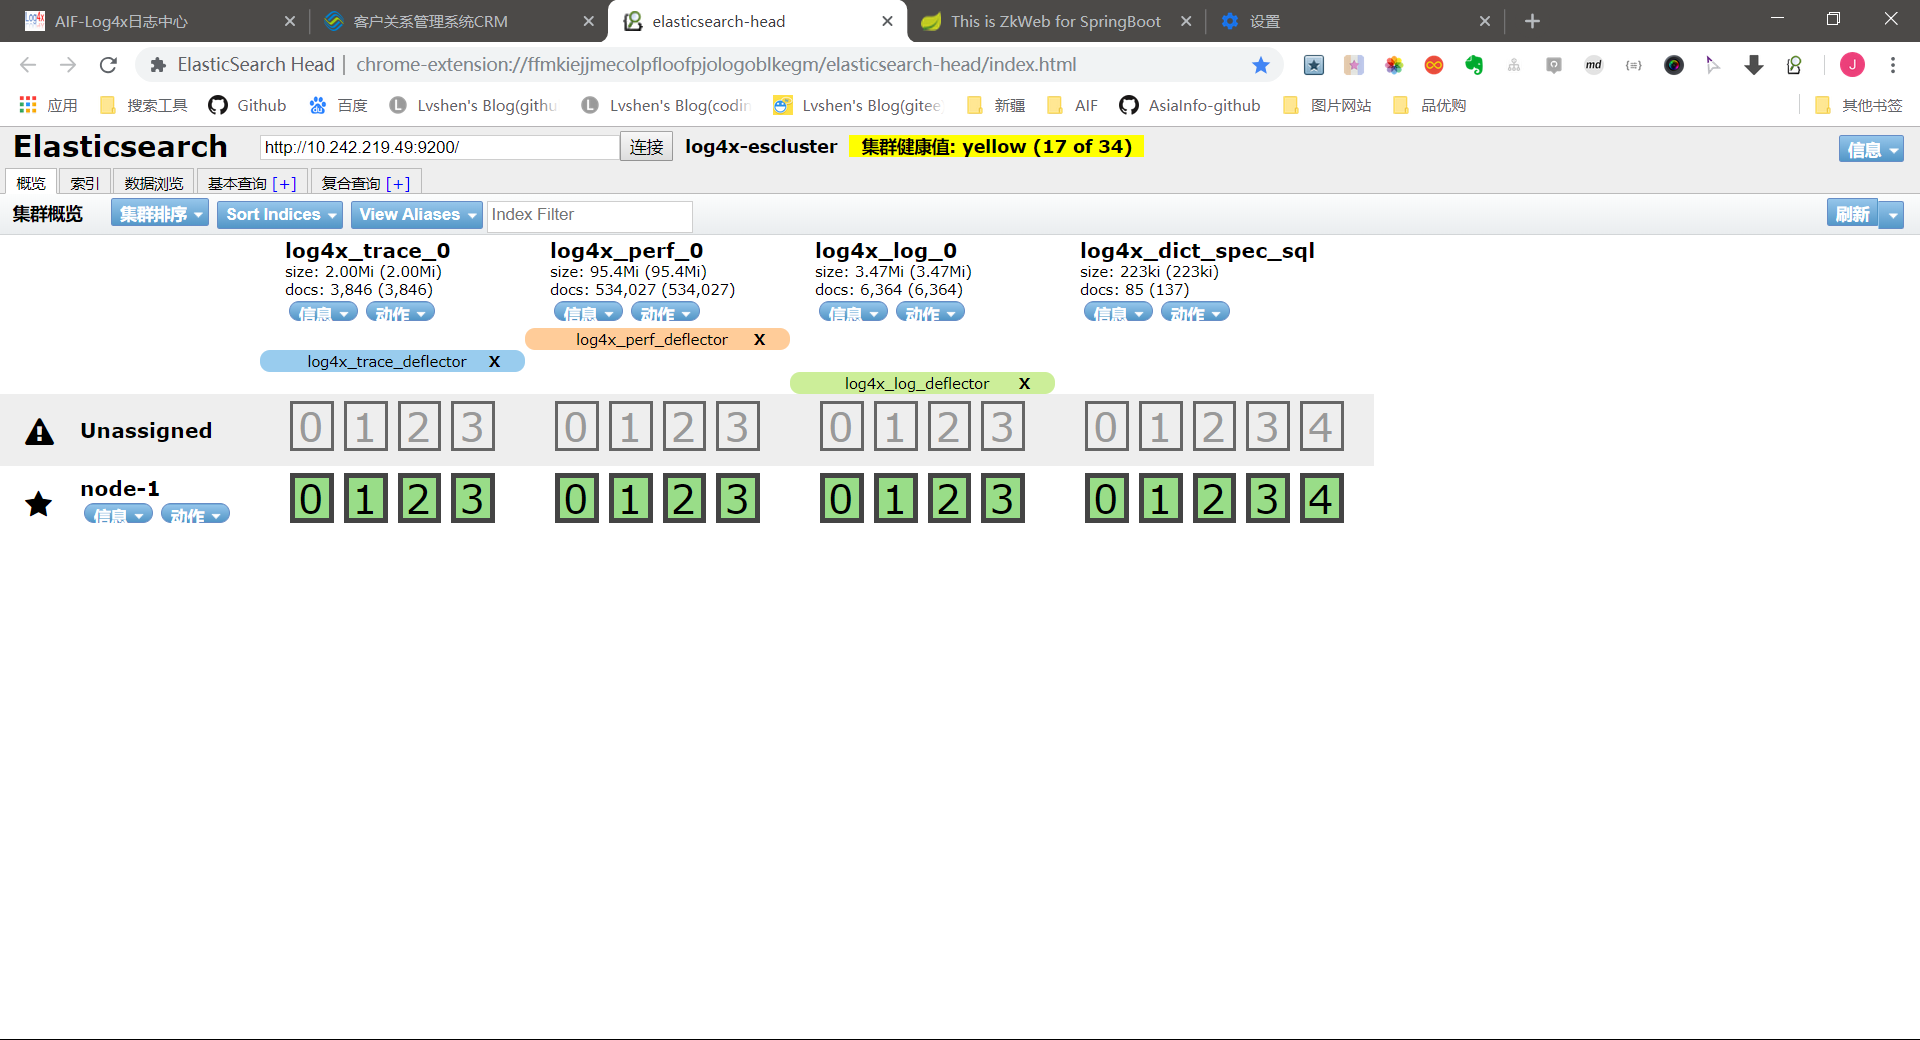 AIF-Log4x日志中心
客户关系管理系统CRM
elasticsearch-head
This is ZkWeb for SpringBoot
设置
ElasticSearch Head | chrome-extension://ffmkiejjmecolpfloofpjologoblkegm/elasticsearch-head/index.html
md
J
应用
搜索工具
Github
百度
L Lvshen's Blog(githu
L Lvshen's Blog(codin
Lvshen's Blog(gitee
新疆
AIF
AsiaInfo-github
图片网站
品优购
其他书签
Elasticsearch
http://10.242.219.49:9200/
连接
log4x-escluster
集群健康值: yellow (17 of 34)
信息
概览
索引
数据浏览
基本查询 [+]
复合查询 [+]
集群概览
集群排序
Sort Indices
View Aliases
Index Filter
刷新
log4x_trace_0
size: 2.00Mi (2.00Mi)
docs: 3,846 (3,846)
信息 动作
log4x_perf_0
size: 95.4Mi (95.4Mi)
docs: 534,027 (534,027)
信息 动作
log4x_log_0
size: 3.47Mi (3.47Mi)
docs: 6,364 (6,364)
信息 动作
log4x_dict_spec_sql
size: 223ki (223ki)
docs: 85 (137)
信息 动作
log4x_perf_deflector X
log4x_trace_deflector X
log4x_log_deflector X
Unassigned
0 1 2 3
0 1 2 3
0 1 2 3
0 1 2 3 4
node-1
信息 动作
0 1 2 3
0 1 2 3
0 1 2 3
0 1 2 3 4